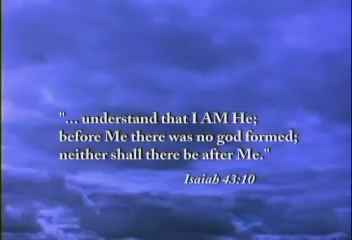 "... understand that I AM He;
before Me there was no god formed;
neither shall there be after Me."
Isaiah 43:10